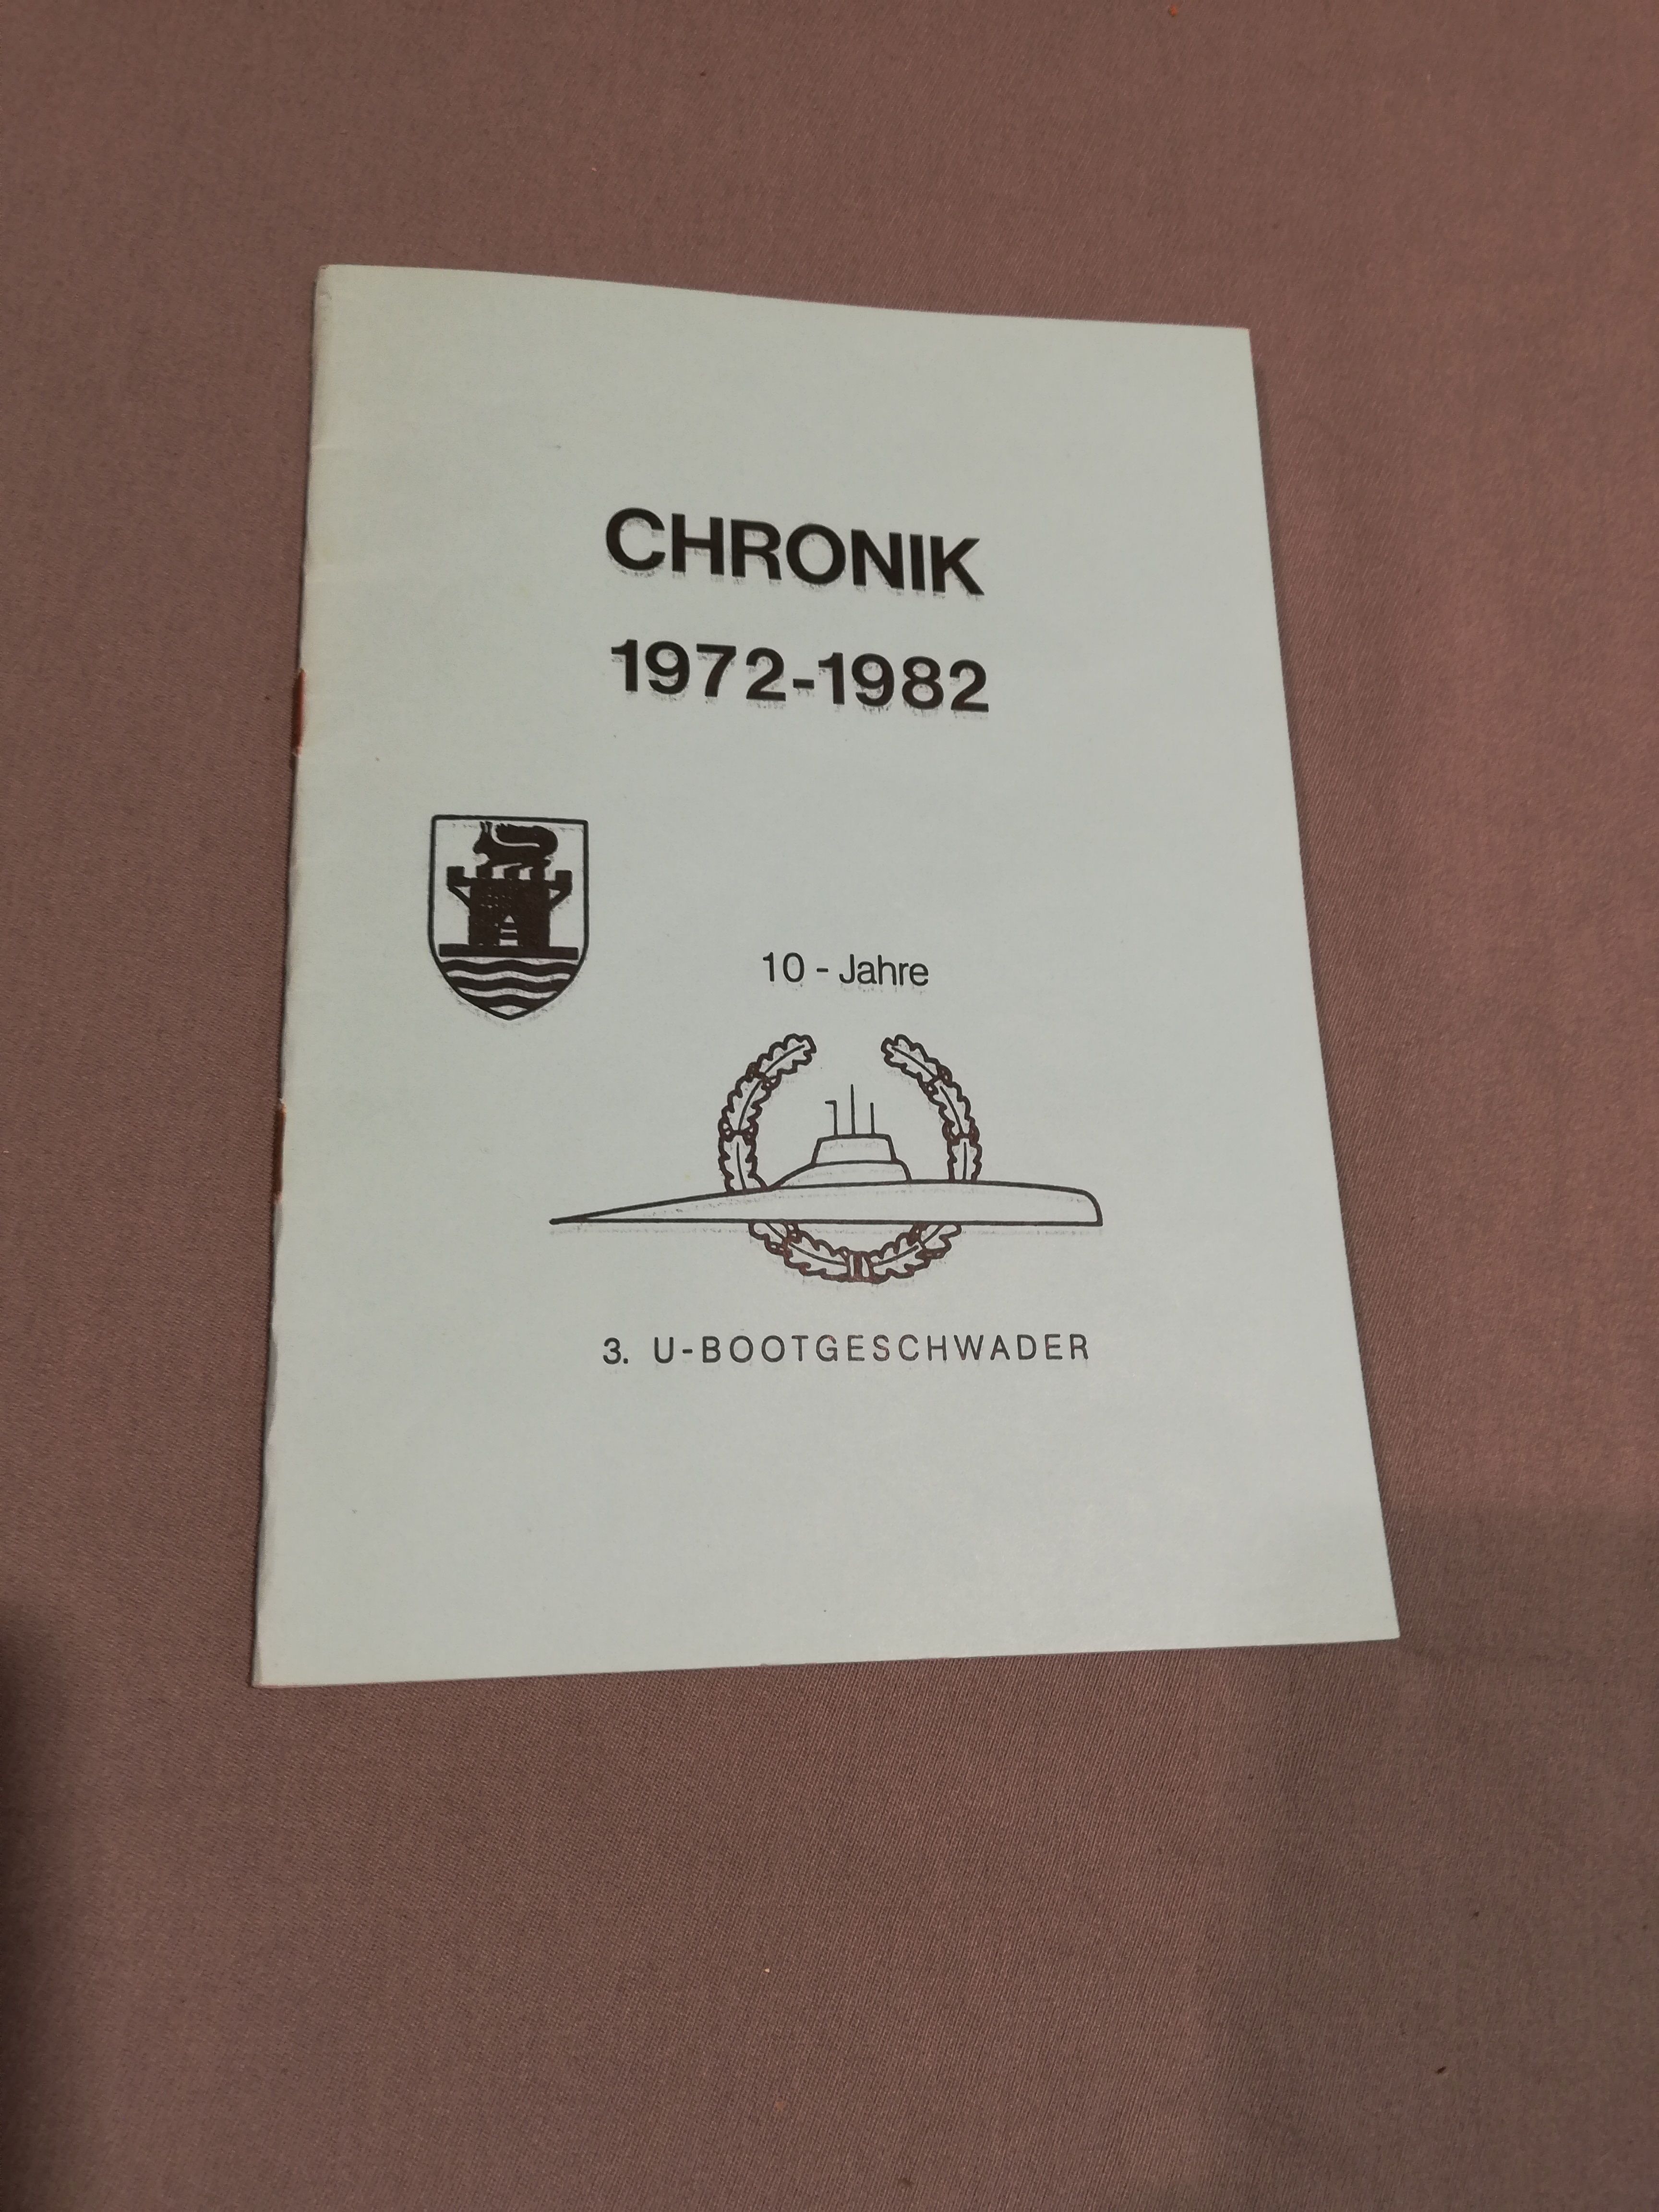 CHRONIK
1972-1982
10 - Jahre
3. U-BOOTGESCHWADER